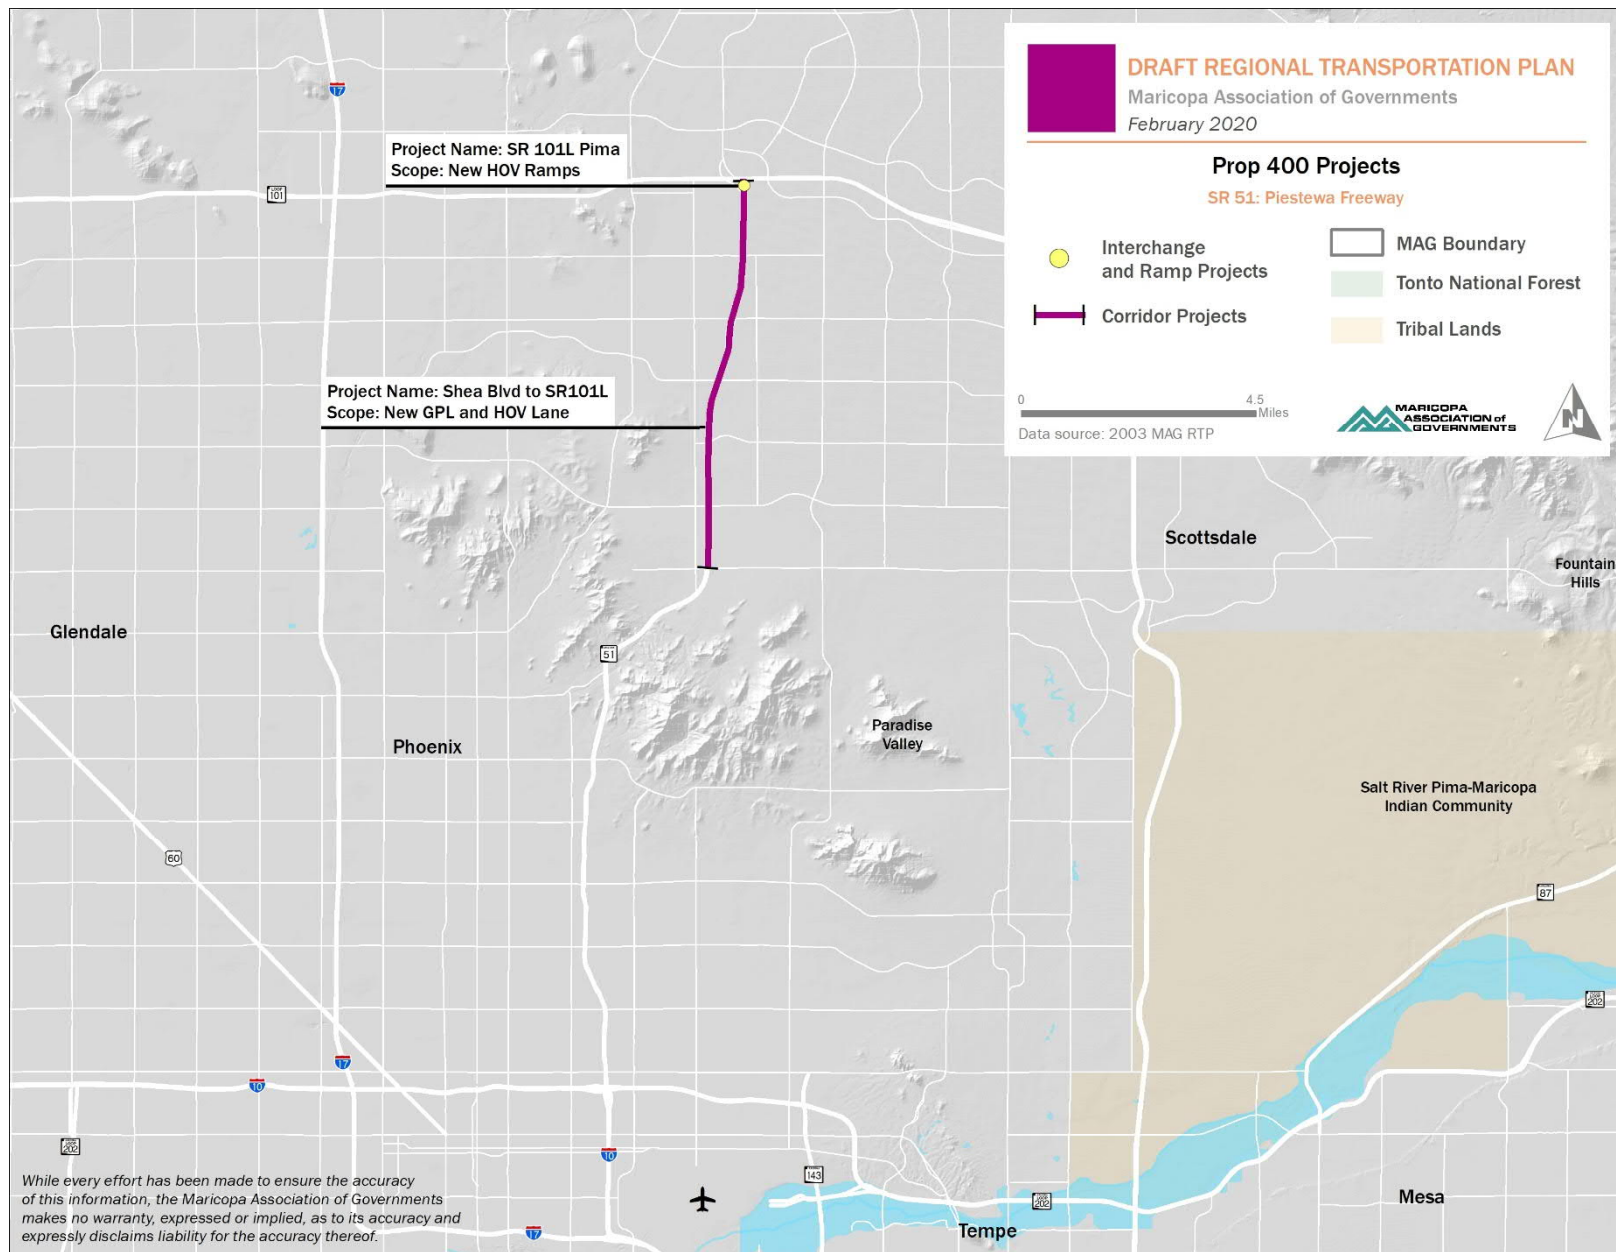 17
DRAFT REGIONAL TRANSPORTATION PLAN
Maricopa Association of Governments
February 2020
Prop 400 Projects
SR 51: Piestewa Freeway
Interchange
and Ramp Projects
Corridor Projects
MAG Boundary
Tonto National Forest
Tribal Lands
0 4.5
Miles
Data source: 2003 MAG RTP
MARICOPA
ASSOCIATION of
GOVERNMENTS
N
Project Name: SR 101L Pima
Scope: New HOV Ramps
LOOP
101
Project Name: Shea Blvd to SR101L
Scope: New GPL and HOV Lane
Scottsdale
Fountain
Hills
Glendale
51
Paradise
Valley
Phoenix
Salt River Pima-Maricopa
Indian Community
60
87
LOOP
202
17
10
LOOP
202
10
143
LOOP
202
Mesa
Tempe
17
While every effort has been made to ensure the accuracy
of this information, the Maricopa Association of Governments
makes no warranty, expressed or implied, as to its accuracy and
expressly disclaims liability for the accuracy thereof.